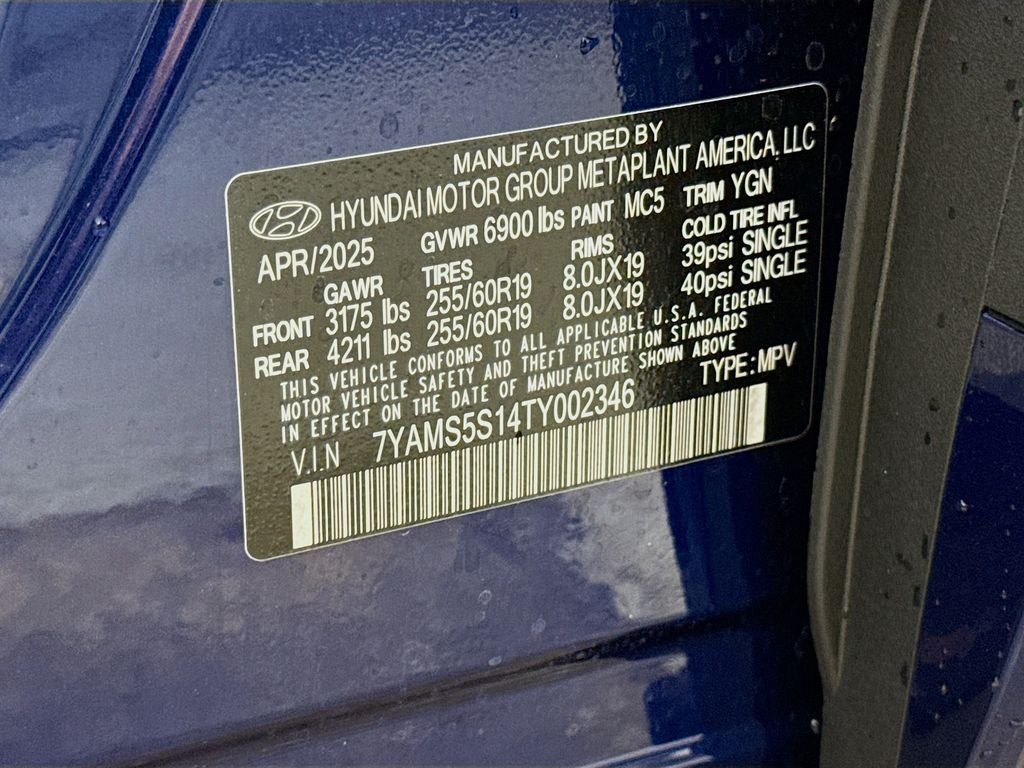 MANUFACTURED BY
HYUNDAI MOTOR GROUP METAPLANT AMERICA, LLC
APR/2025 GVWR 6900 lbs PAINT MC5 TRIM YGN
GAWR TIRES RIMS COLD TIRE INFL
FRONT 3175 lbs 255/60R19 8.0JX19 39psi SINGLE
REAR 4211 lbs 255/60R19 8.0JX19 40psi SINGLE
THIS VEHICLE CONFORMS TO ALL APPLICABLE U.S.A. FEDERAL
MOTOR VEHICLE SAFETY AND THEFT PREVENTION STANDARDS
IN EFFECT ON THE DATE OF MANUFACTURE SHOWN ABOVE
V.I.N 7YAMS5S14TY002346 TYPE:MPV